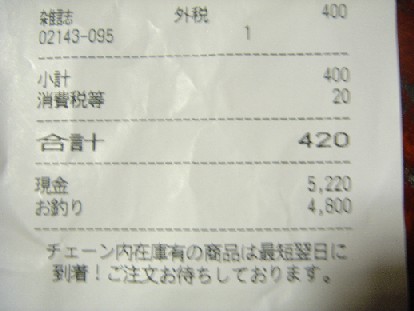 雑誌 外税 400
02143-095 1
小計 400
消費税等 20
合計 420
現金 5,220
お釣り 4,800
チェーン内在庫有の商品は最短翌日に
到着！ご注文お待ちしております。